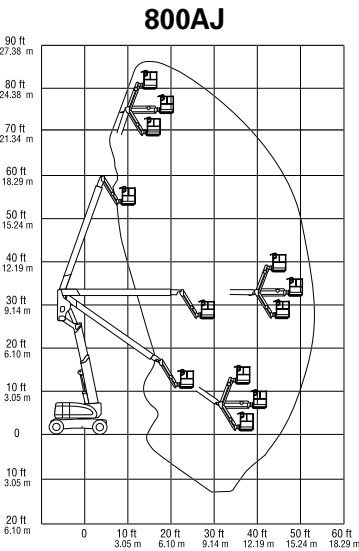 800AJ
90 ft
27.38 m
80 ft
24.38 m
70 ft
21.34 m
60 ft
18.29 m
50 ft
15.24 m
40 ft
12.19 m
30 ft
9.14 m
20 ft
6.10 m
10 ft
3.05 m
0
10 ft
3.05 m
20 ft
6.10 m
0 10 ft 20 ft 30 ft 40 ft 50 ft 60 ft
3.05 m 6.10 m 9.14 m 12.19 m 15.24 m 18.29 m